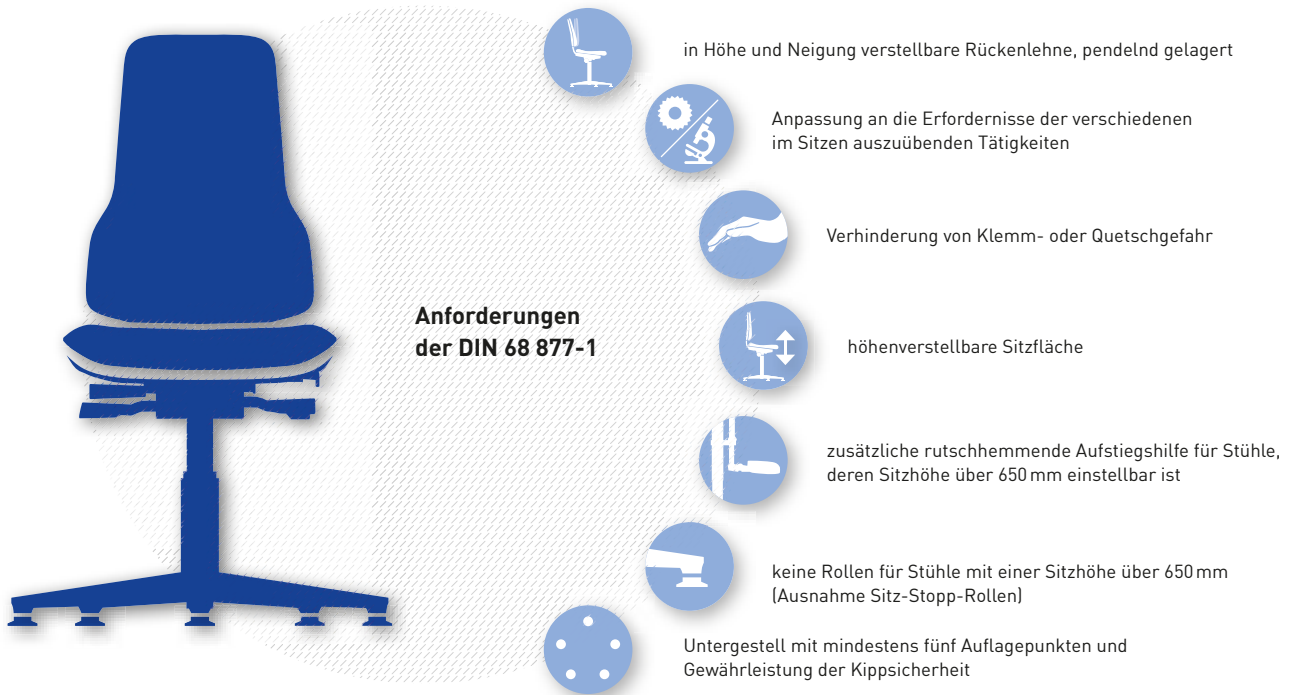 in Höhe und Neigung verstellbare Rückenlehne, pendelnd gelagert
Anpassung an die Erfordernisse der verschiedenen
im Sitzen auszuübenden Tätigkeiten
Verhinderung von Klemm- oder Quetschgefahr
Anforderungen
der DIN 68 877-1
höhenverstellbare Sitzfläche
zusätzliche rutschhemmende Aufstiegshilfe für Stühle,
deren Sitzhöhe über 650 mm einstellbar ist
keine Rollen für Stühle mit einer Sitzhöhe über 650 mm
(Ausnahme Sitz-Stopp-Rollen)
Untergestell mit mindestens fünf Auflagepunkten und
Gewährleistung der Kippsicherheit